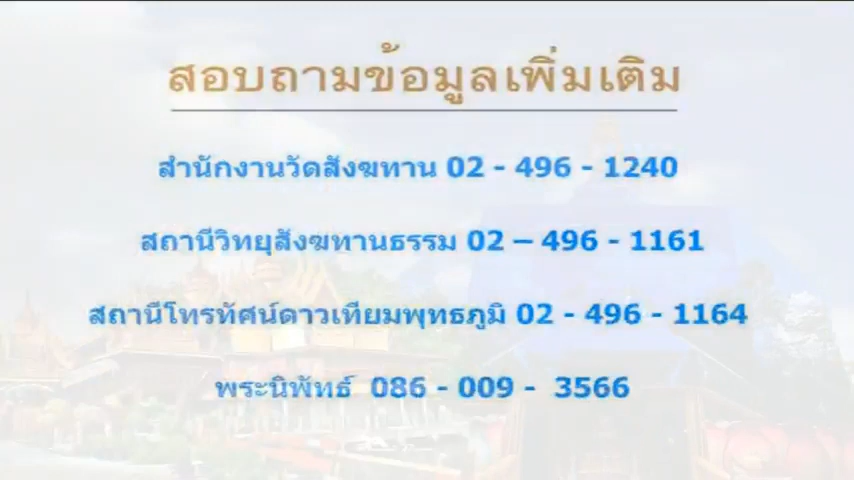 สอบถามข้อมูลเพิ่มเติม
สำนักงานวัดสังฆทาน 02 - 496 - 1240
สถานีวิทยุสังฆทานธรรม 02 – 496 - 1161
สถานีโทรทัศน์ดาวเทียมพุทธภูมิ 02 - 496 - 1164
พระนิพัทธ์ 086 - 009 - 3566